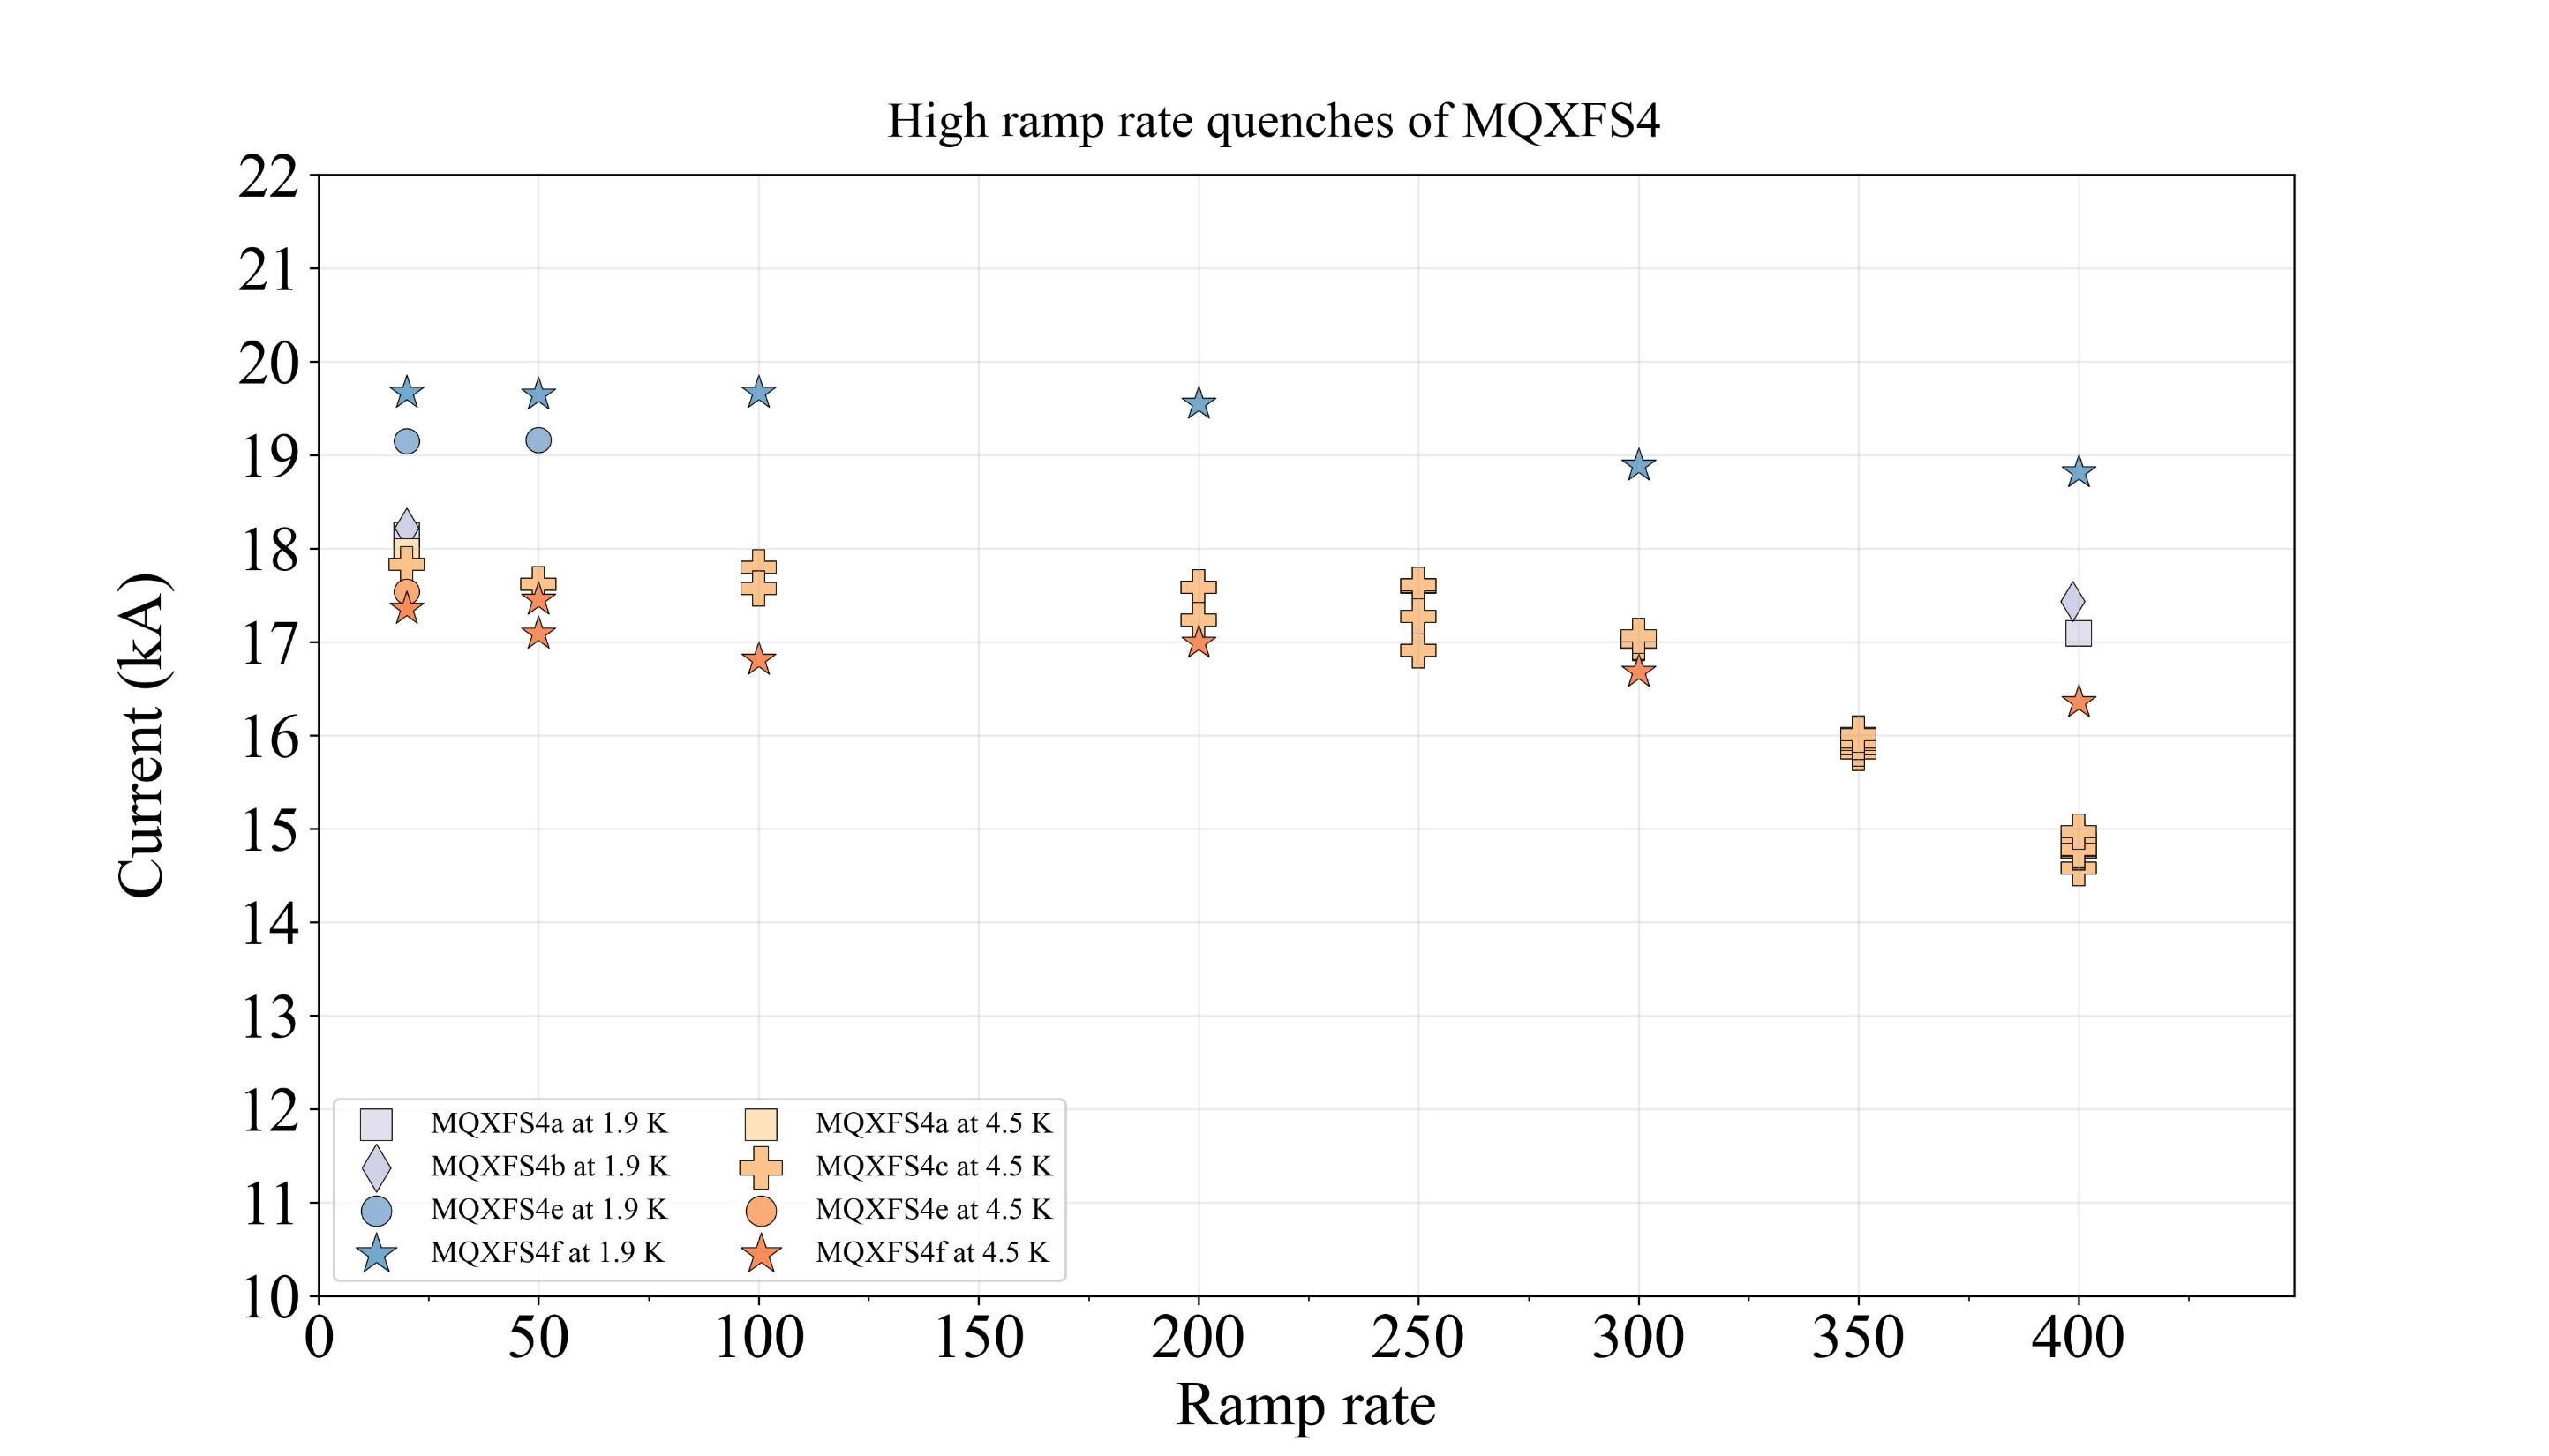 High ramp rate quenches of MQXFS4
22
21
20
19
18
17
16
15
14
13
12
11
10
Current (kA)
MQXFS4a at 1.9 K
MQXFS4b at 1.9 K
MQXFS4e at 1.9 K
MQXFS4f at 1.9 K
MQXFS4a at 4.5 K
MQXFS4c at 4.5 K
MQXFS4e at 4.5 K
MQXFS4f at 4.5 K
0 50 100 150 200 250 300 350 400
Ramp rate